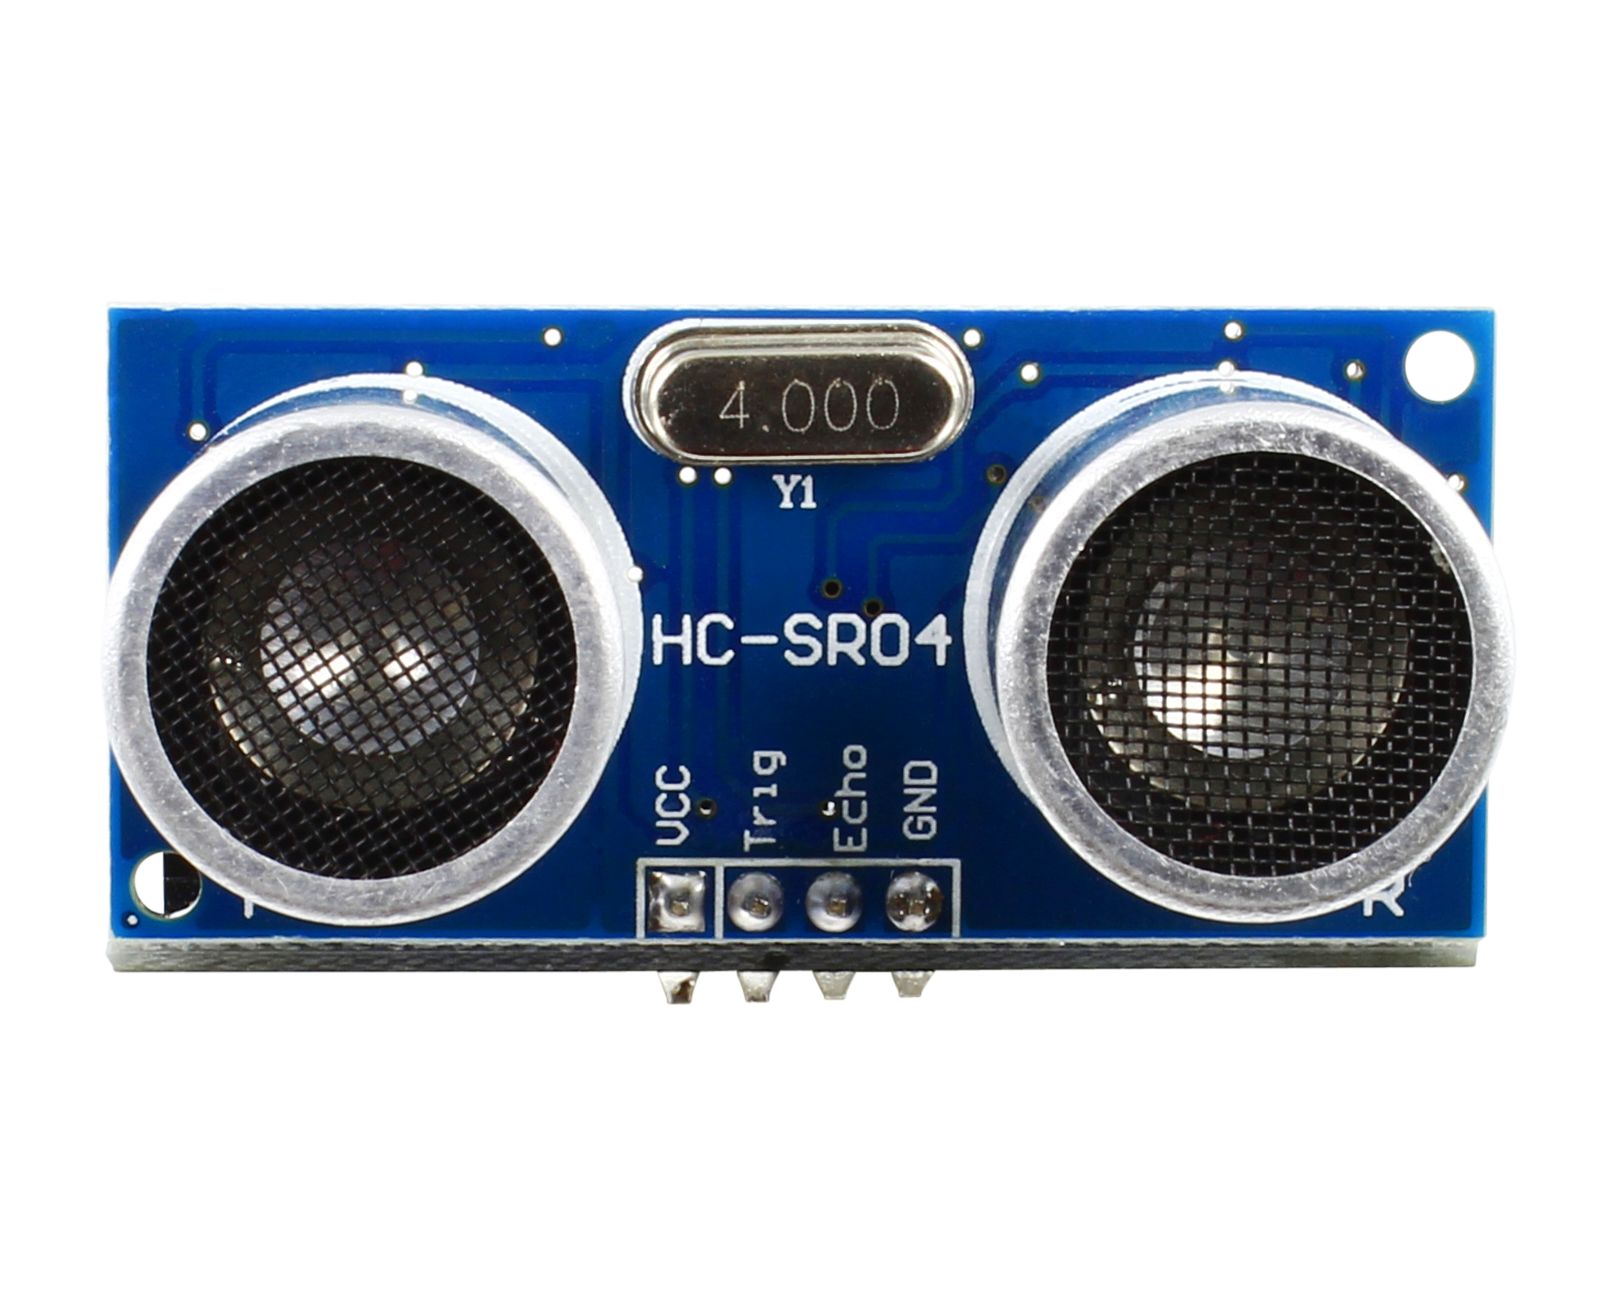 4.000
Y1
HC-SR04
VCC
Trig
Echo
GND
R